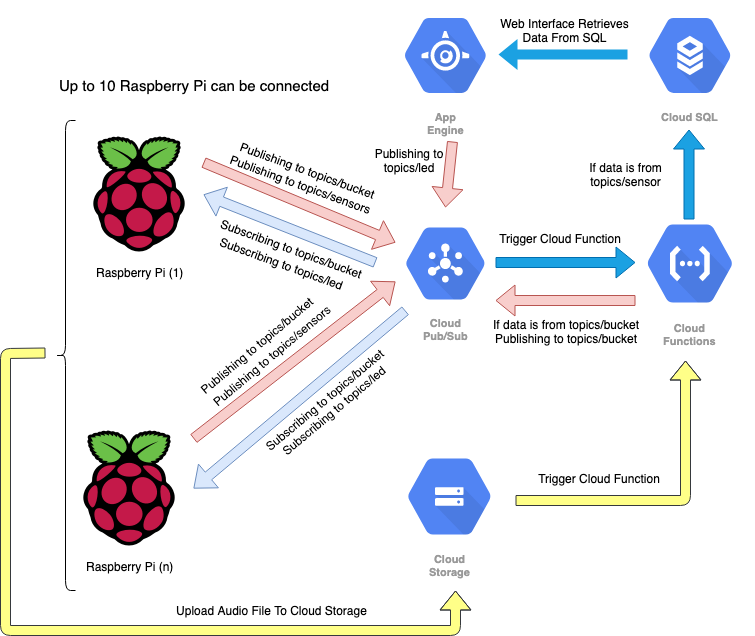 Web Interface Retrieves
Data From SQL
Up to 10 Raspberry Pi can be connected
App
Engine
Cloud SQL
Publishing to
topics/led
If data is from
topics/sensor
Publishing to topics/bucket
Publishing to topics/sensors
Subscribing to topics/bucket
Subscribing to topics/led
Raspberry Pi (1)
Trigger Cloud Function
Cloud
Pub/Sub
If data is from topics/bucket
Publishing to topics/bucket
Cloud
Functions
Publishing to topics/bucket
Publishing to topics/sensors
Subscribing to topics/bucket
Subscribing to topics/led
Trigger Cloud Function
Raspberry Pi (n)
Cloud
Storage
Upload Audio File To Cloud Storage